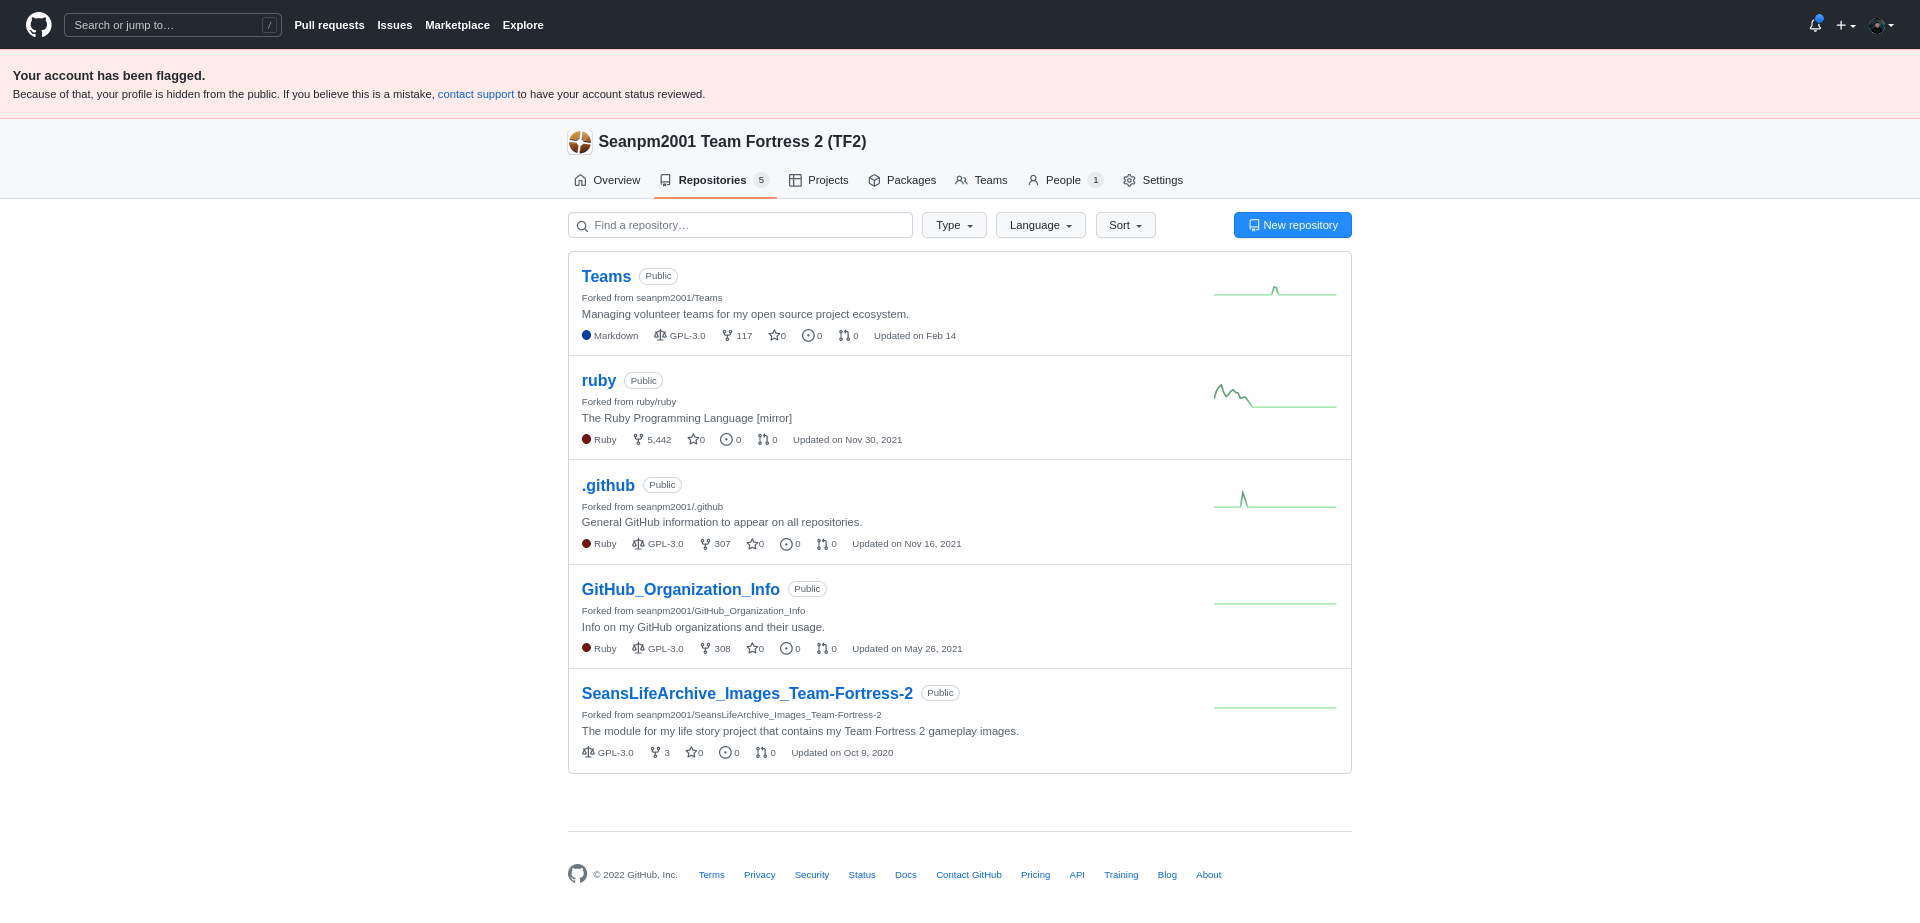 Search or jump to… /
Pull requests Issues Marketplace Explore
Your account has been flagged.
Because of that, your profile is hidden from the public. If you believe this is a mistake, contact support to have your account status reviewed.
Seanpm2001 Team Fortress 2 (TF2)
Overview Repositories 5 Projects Packages Teams People 1 Settings
Find a repository… Type Language Sort New repository
Teams Public
Forked from seanpm2001/Teams
Managing volunteer teams for my open source project ecosystem.
Markdown GPL-3.0 117 0 0 0 Updated on Feb 14
ruby Public
Forked from ruby/ruby
The Ruby Programming Language [mirror]
Ruby 5,442 0 0 0 Updated on Nov 30, 2021
.github Public
Forked from seanpm2001/.github
General GitHub information to appear on all repositories.
Ruby GPL-3.0 307 0 0 0 Updated on Nov 16, 2021
GitHub_Organization_Info Public
Forked from seanpm2001/GitHub_Organization_Info
Info on my GitHub organizations and their usage.
Ruby GPL-3.0 308 0 0 0 Updated on May 26, 2021
SeansLifeArchive_Images_Team-Fortress-2 Public
Forked from seanpm2001/SeansLifeArchive_Images_Team-Fortress-2
The module for my life story project that contains my Team Fortress 2 gameplay images.
GPL-3.0 3 0 0 0 Updated on Oct 9, 2020
© 2022 GitHub, Inc. Terms Privacy Security Status Docs Contact GitHub Pricing API Training Blog About